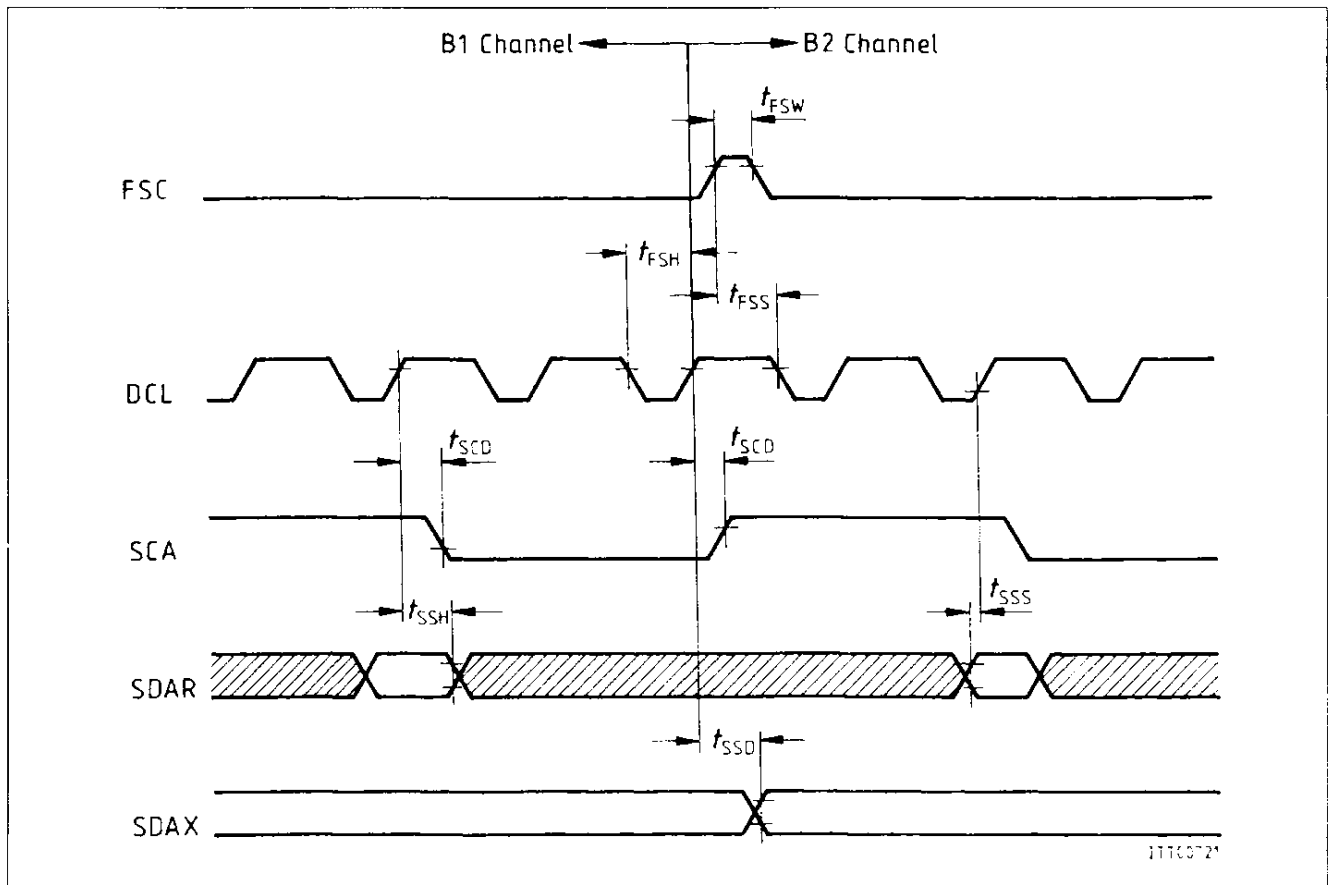 B1 Channel
B2 Channel
tFSW
FSC
tFSH
tFSS
DCL
tSCD
tSCD
SCA
tSSH
tSSS
SDAR
tSSD
SDAX